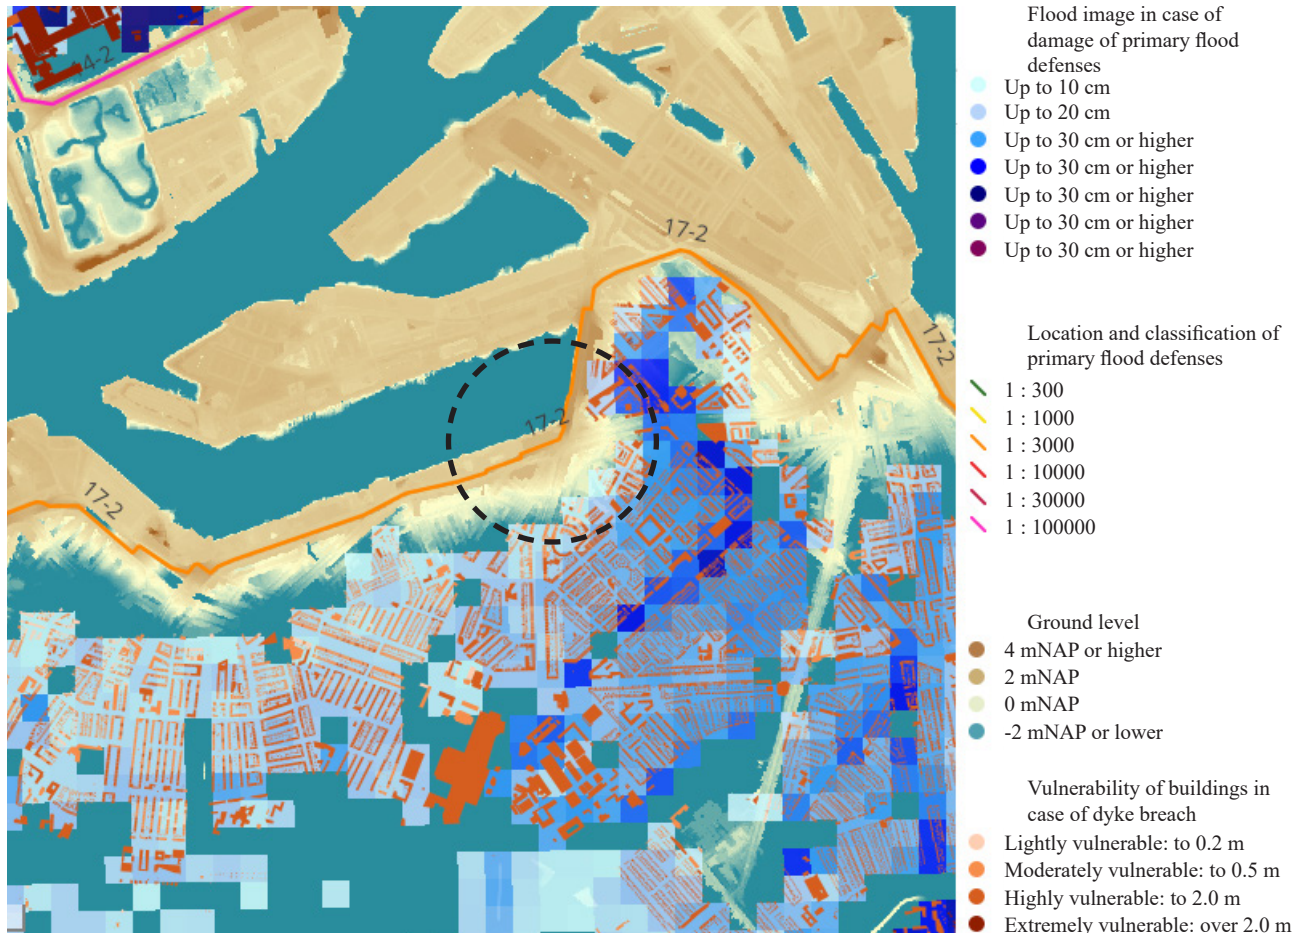 4-2
17-2
17-2
17-2
17-2
Flood image in case of
damage of primary flood
defenses
Up to 10 cm
Up to 20 cm
Up to 30 cm or higher
Up to 30 cm or higher
Up to 30 cm or higher
Up to 30 cm or higher
Up to 30 cm or higher
Location and classification of
primary flood defenses
1 : 300
1 : 1000
1 : 3000
1 : 10000
1 : 30000
1 : 100000
Ground level
4 mNAP or higher
2 mNAP
0 mNAP
-2 mNAP or lower
Vulnerability of buildings in
case of dyke breach
Lightly vulnerable: to 0.2 m
Moderately vulnerable: to 0.5 m
Highly vulnerable: to 2.0 m
Extremely vulnerable: over 2.0 m